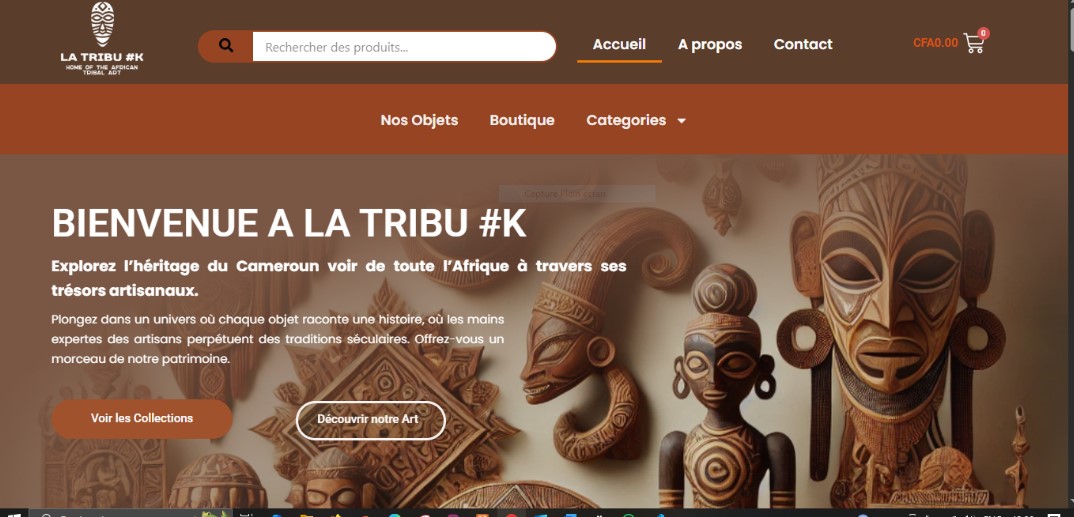 LA TRIBU #K
HOME OF THE AFRICAN
TRIBAL ART
Rechercher des produits...
Accueil
A propos
Contact
CFA0.00
0
Nos Objets
Boutique
Categories
BIENVENUE A LA TRIBU #K
Explorez l’héritage du Cameroun voir de toute l’Afrique à travers ses
trésors artisanaux.
Plongez dans un univers où chaque objet raconte une histoire, où les mains
expertes des artisans perpétuent des traditions séculaires. Offrez-vous un
morceau de notre patrimoine.
Voir les Collections
Découvrir notre Art